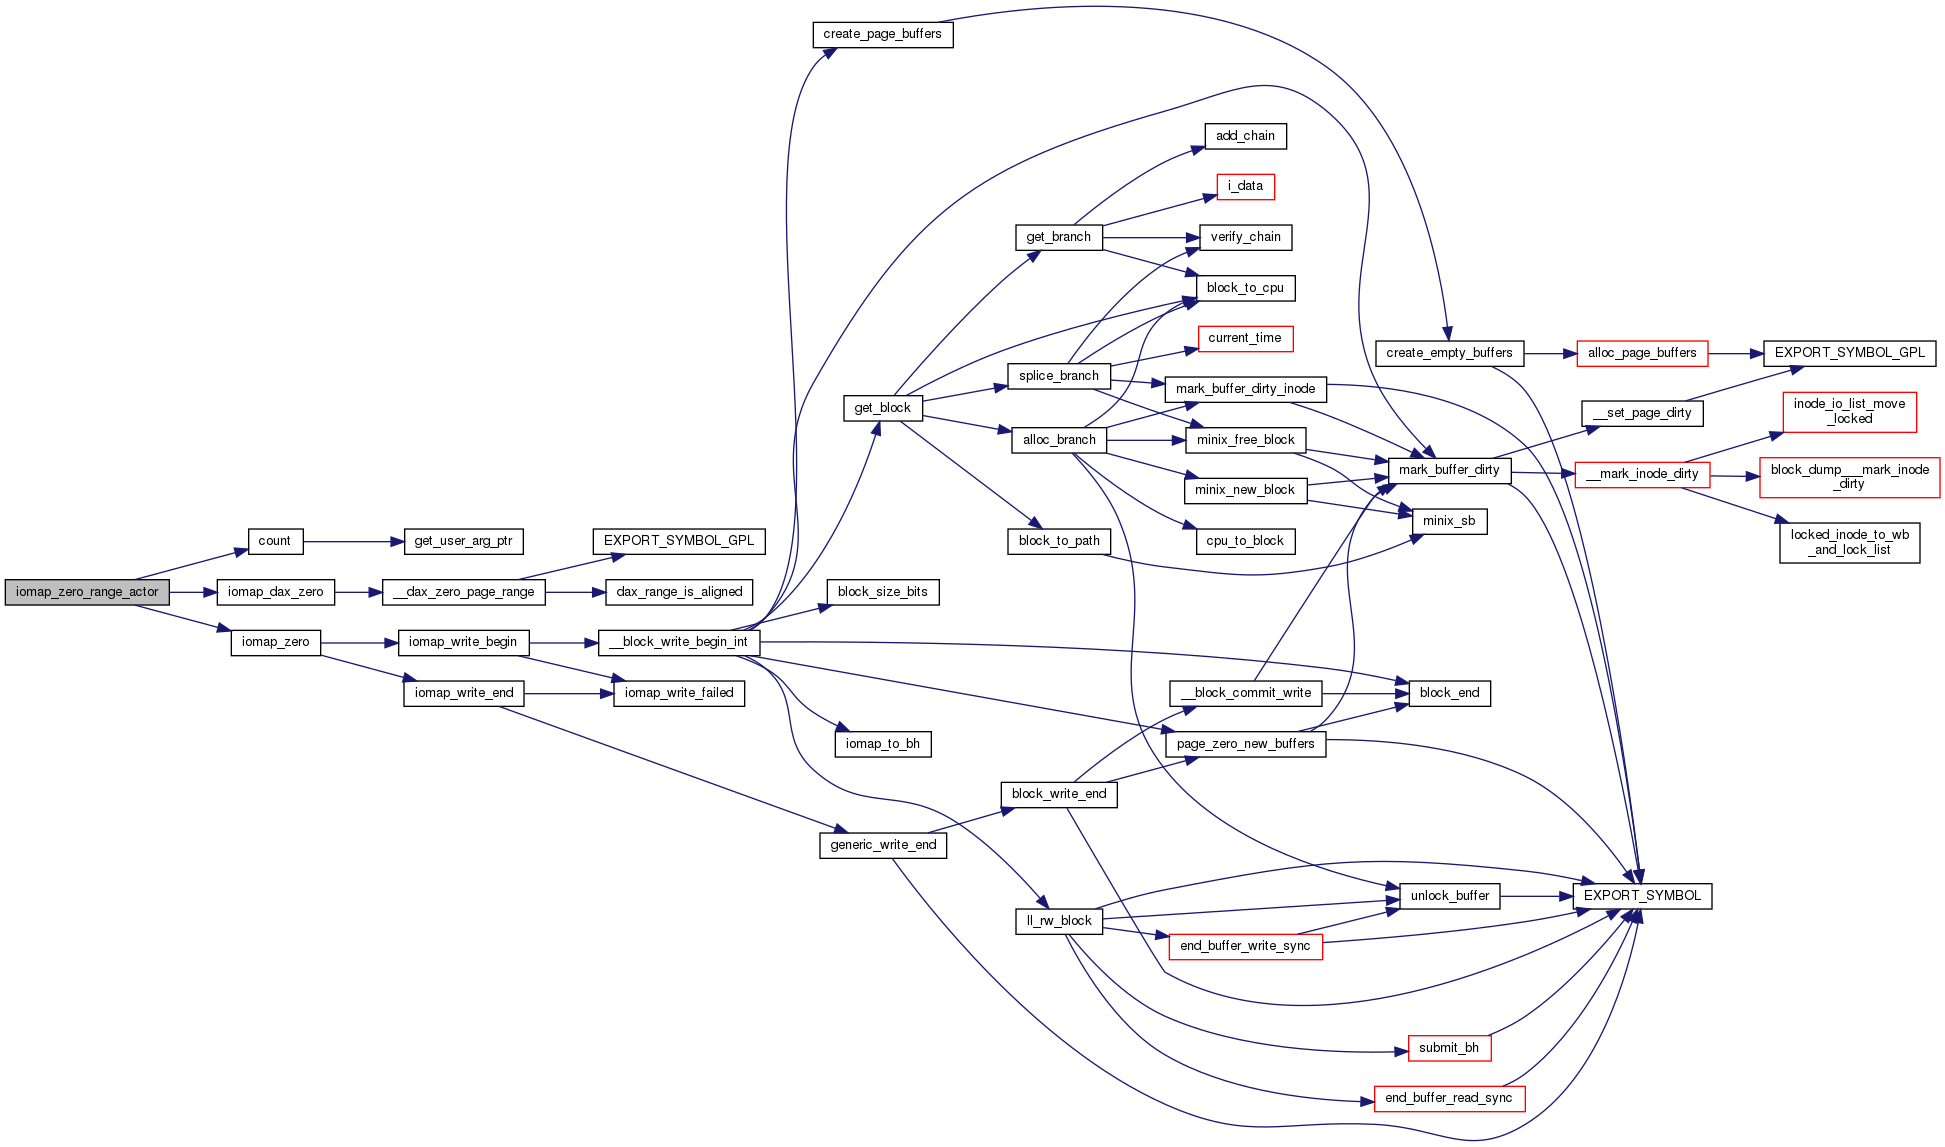 create_page_buffers
add_chain
i_data
get_branch
verify_chain
block_to_cpu
current_time
create_empty_buffers
alloc_page_buffers
EXPORT_SYMBOL_GPL
splice_branch
mark_buffer_dirty_inode
get_block
__set_page_dirty
inode_io_list_move
_locked
alloc_branch
minix_free_block
mark_buffer_dirty
__mark_inode_dirty
block_dump___mark_inode
_dirty
minix_new_block
minix_sb
count
get_user_arg_ptr
EXPORT_SYMBOL_GPL
block_to_path
cpu_to_block
locked_inode_to_wb
_and_lock_list
iomap_zero_range_actor
iomap_dax_zero
__dax_zero_page_range
dax_range_is_aligned
block_size_bits
iomap_zero
iomap_write_begin
__block_write_begin_int
iomap_write_end
iomap_write_failed
__block_commit_write
block_end
iomap_to_bh
page_zero_new_buffers
block_write_end
generic_write_end
unlock_buffer
EXPORT_SYMBOL
ll_rw_block
end_buffer_write_sync
submit_bh
end_buffer_read_sync